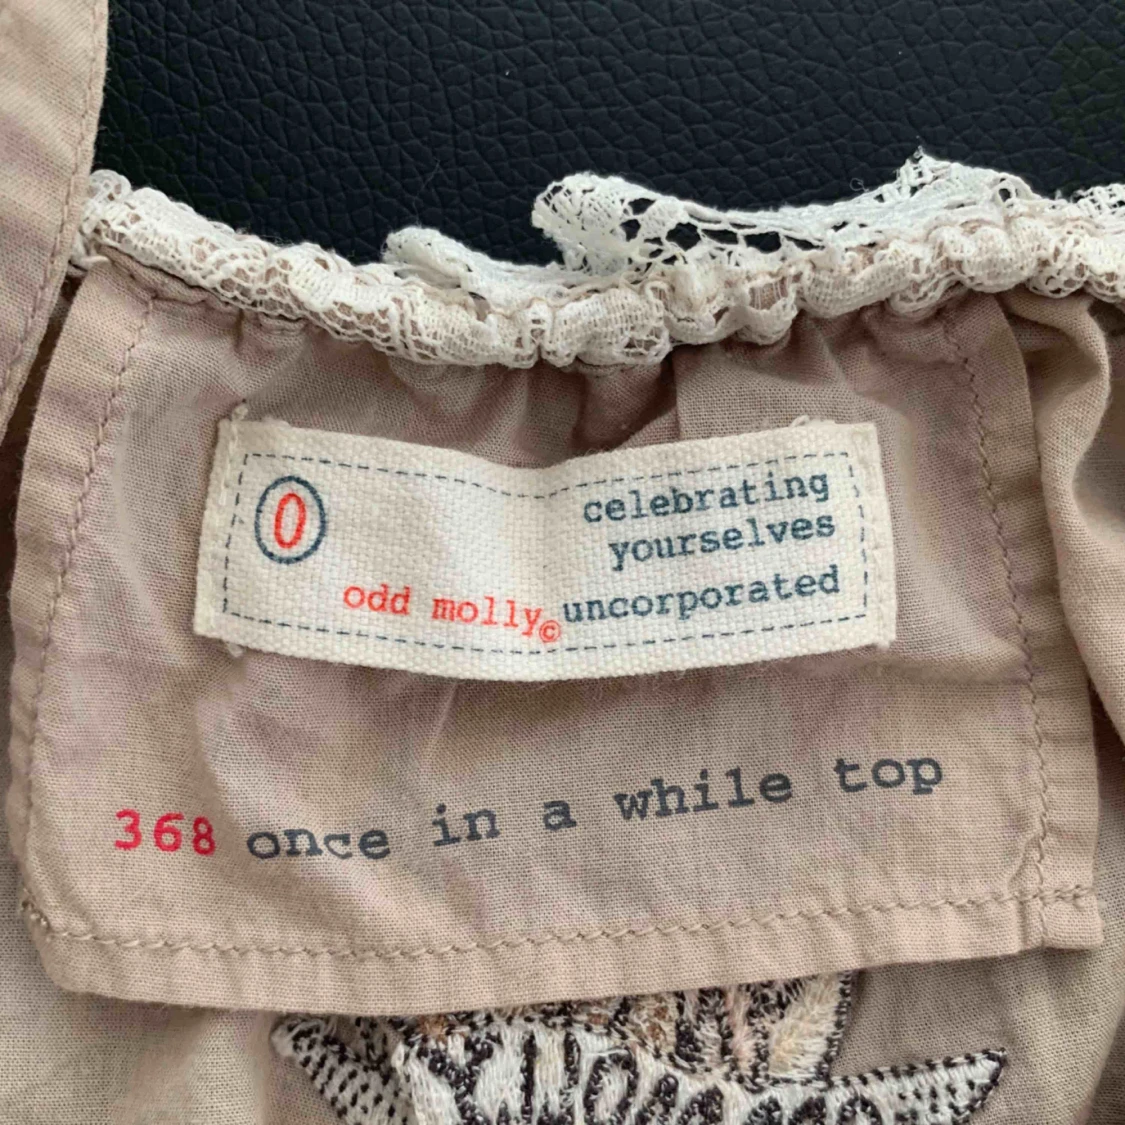 0
celebrating
yourselves
odd molly© uncorporated
368 once in a while top